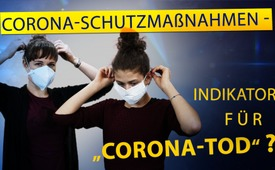 CORONA-SCHUTZMAẞNAHMEN -
INDIKATOR
FÜR
„CORONA-TOD“ ?